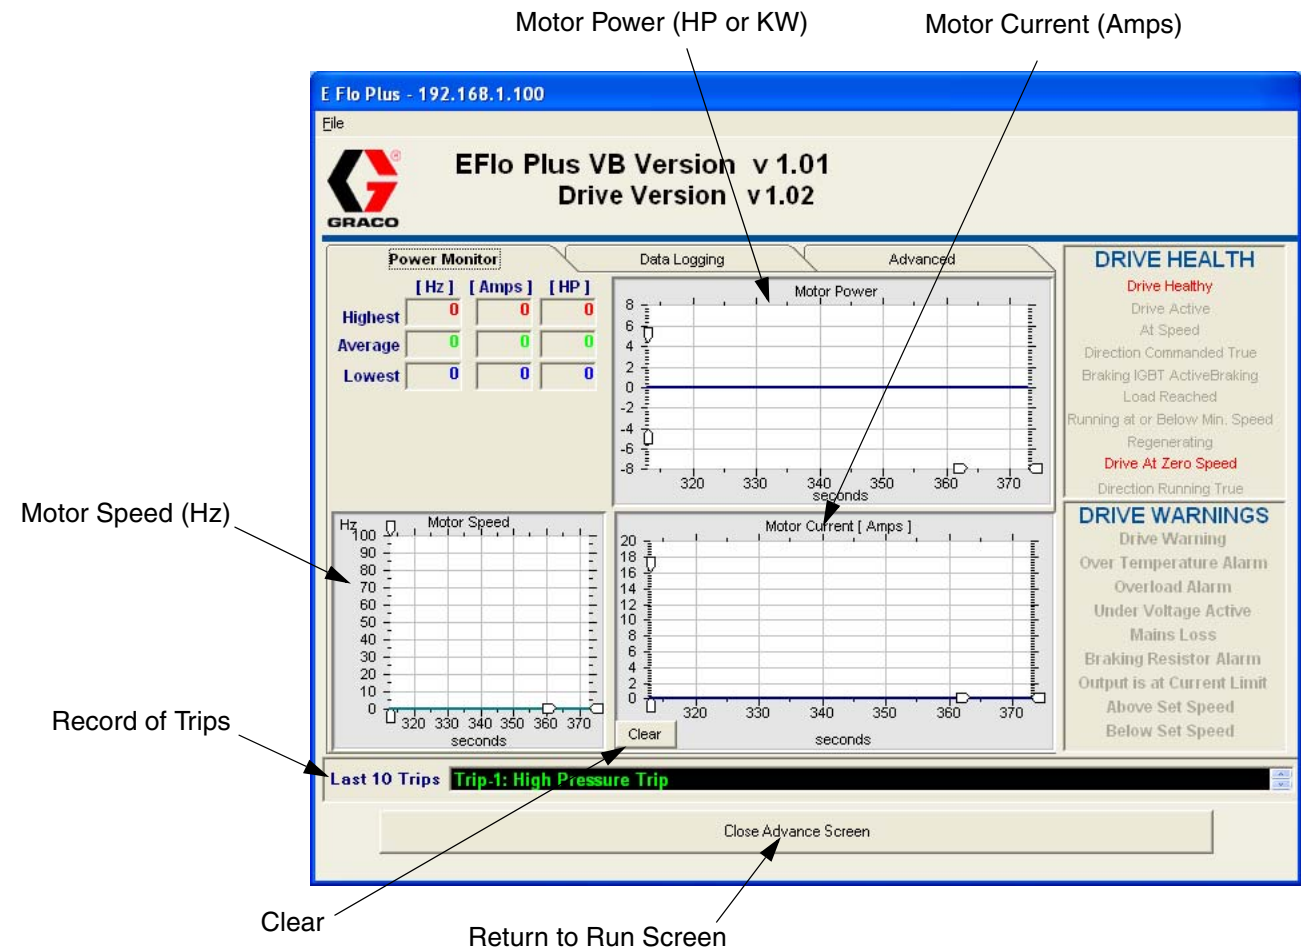 Motor Power (HP or KW)
Motor Current (Amps)
E Flo Plus - 192.168.1.100
File
GRACO
®
EFlo Plus VB Version v 1.01
Drive Version v 1.02
Power Monitor
Data Logging
Advanced
[ Hz ] [ Amps ] [ HP ]
Highest 0 0 0
Average 0 0 0
Lowest 0 0 0
Motor Power
8
6
4
2
0
-2
-4
-6
-8
320 330 340 350 360 370
seconds
DRIVE HEALTH
Drive Healthy
Drive Active
At Speed
Direction Commanded True
Braking IGBT ActiveBraking
Load Reached
Running at or Below Min. Speed
Regenerating
Drive At Zero Speed
Direction Running True
Motor Speed (Hz)
Hz
Motor Speed
100
90
80
70
60
50
40
30
20
10
0
320 330 340 350 360 370
seconds
Motor Current [ Amps ]
20
18
16
14
12
10
8
6
4
2
0
320 330 340 350 360 370
seconds
Clear
DRIVE WARNINGS
Drive Warning
Over Temperature Alarm
Overload Alarm
Under Voltage Active
Mains Loss
Braking Resistor Alarm
Output is at Current Limit
Above Set Speed
Below Set Speed
Record of Trips
Last 10 Trips Trip-1: High Pressure Trip
Close Advance Screen
Clear
Return to Run Screen